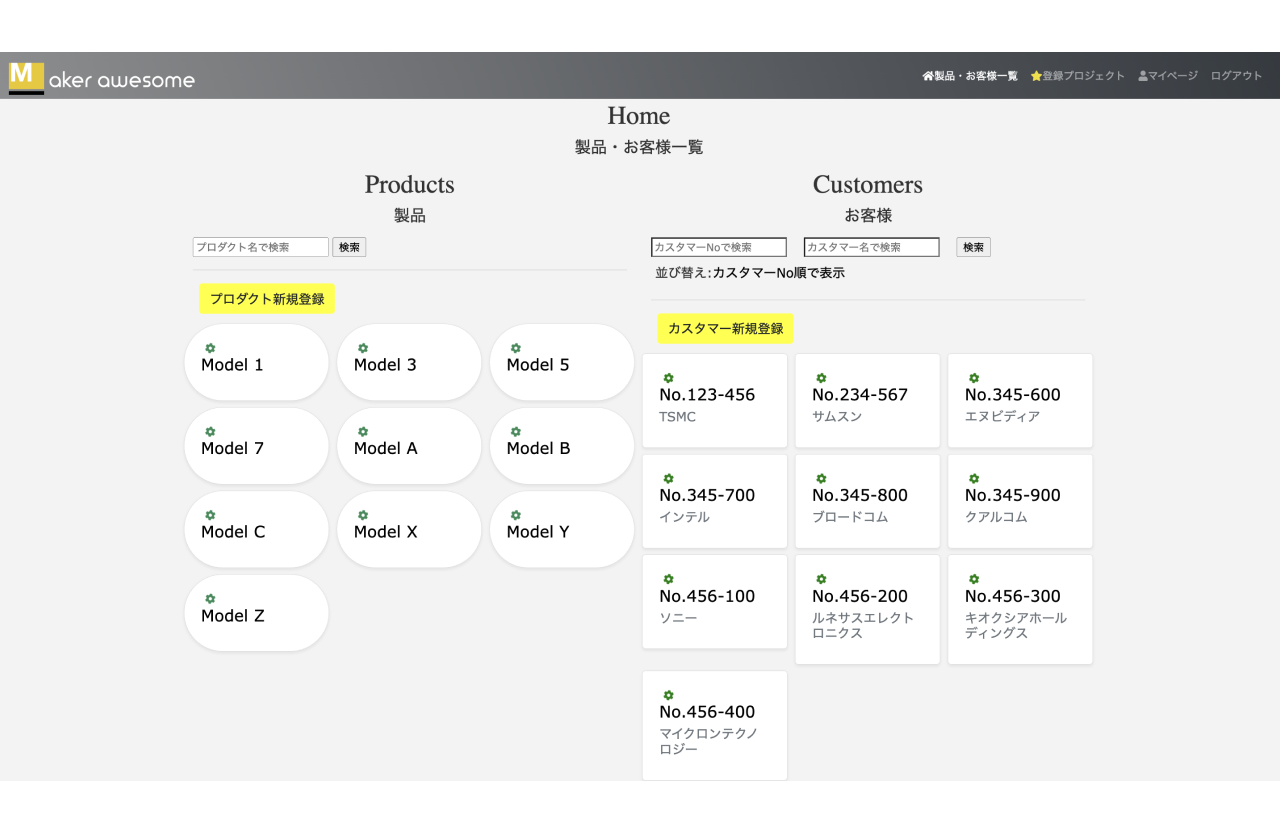 Maker awesome
製品・お客様一覧 登録プロジェクト マイページ ログアウト
Home
製品・お客様一覧
Products
製品
プロダクト名で検索 検索
プロダクト新規登録
Model 1 Model 3 Model 5
Model 7 Model A Model B
Model C Model X Model Y
Model Z
Customers
お客様
カスタマーNoで検索 カスタマー名で検索 検索
並び替え:カスタマーNo順で表示
カスタマー新規登録
No.123-456 No.234-567 No.345-600
TSMC サムスン エヌビディア
No.345-700 No.345-800 No.345-900
インテル ブロードコム クアルコム
No.456-100 No.456-200 No.456-300
ソニー ルネサスエレクト キオクシアホール
ロニクス ディングス
No.456-400
マイクロンテクノ
ロジー